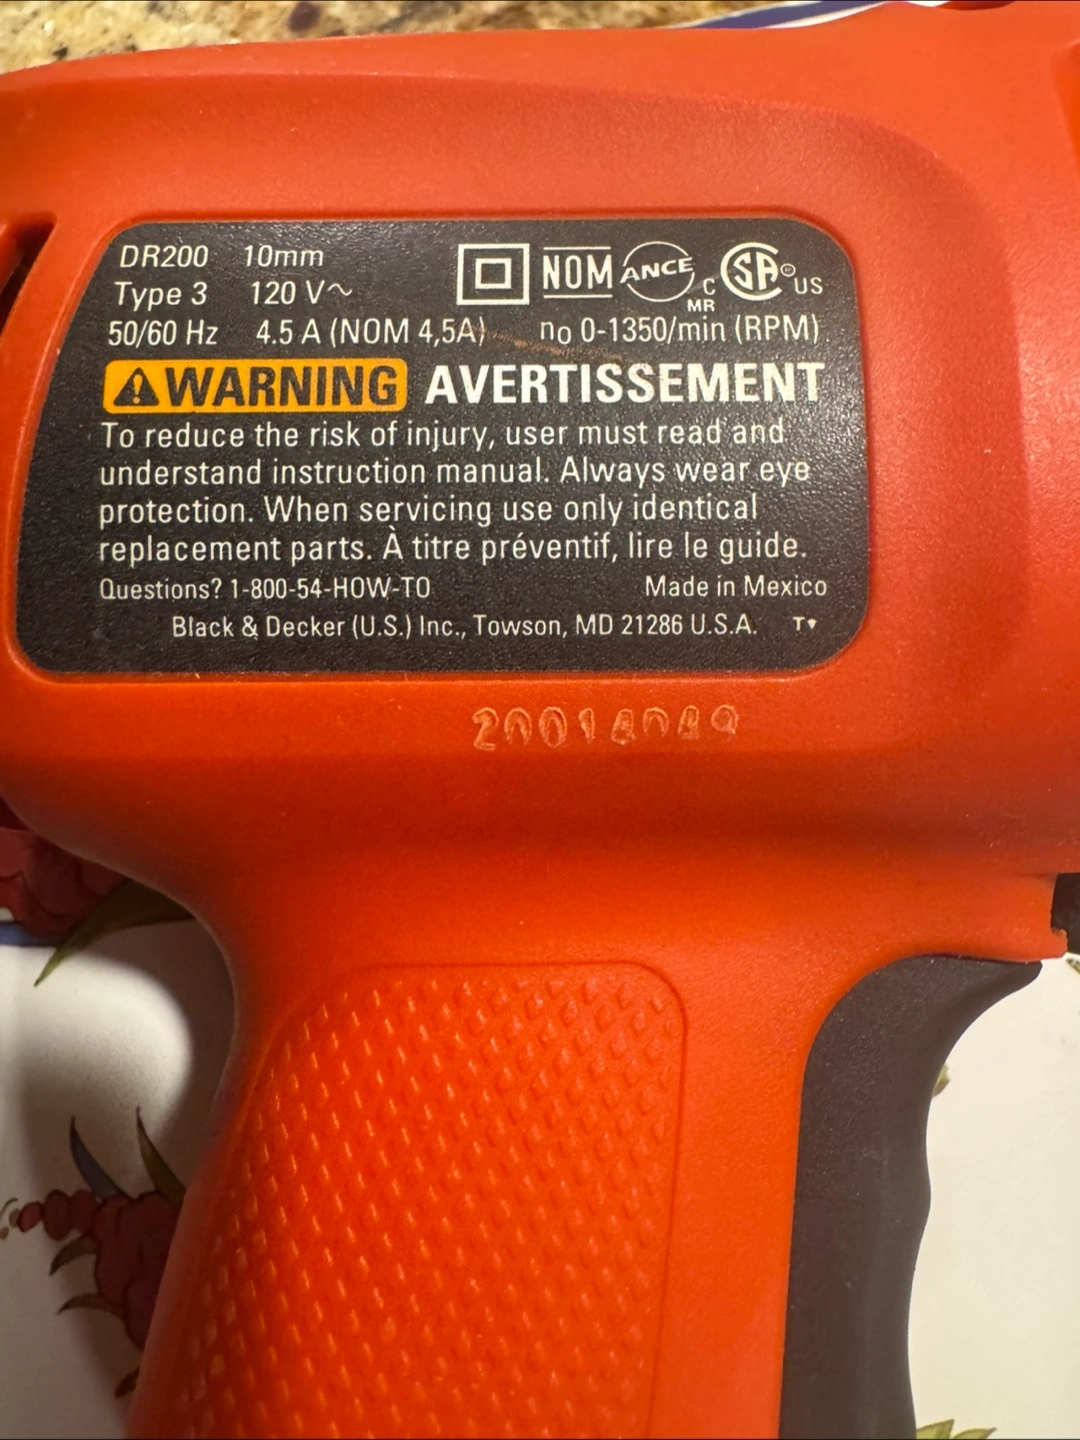 DR200 10mm
Type 3 120 V~
NOM ANCE MR C SA US
50/60 Hz 4.5 A (NOM 4,5A) no 0-1350/min (RPM)
⚠WARNING AVERTISSEMENT
To reduce the risk of injury, user must read and
understand instruction manual. Always wear eye
protection. When servicing use only identical
replacement parts. À titre préventif, lire le guide.
Questions? 1-800-54-HOW-TO Made in Mexico
Black & Decker (U.S.) Inc., Towson, MD 21286 U.S.A. T♦